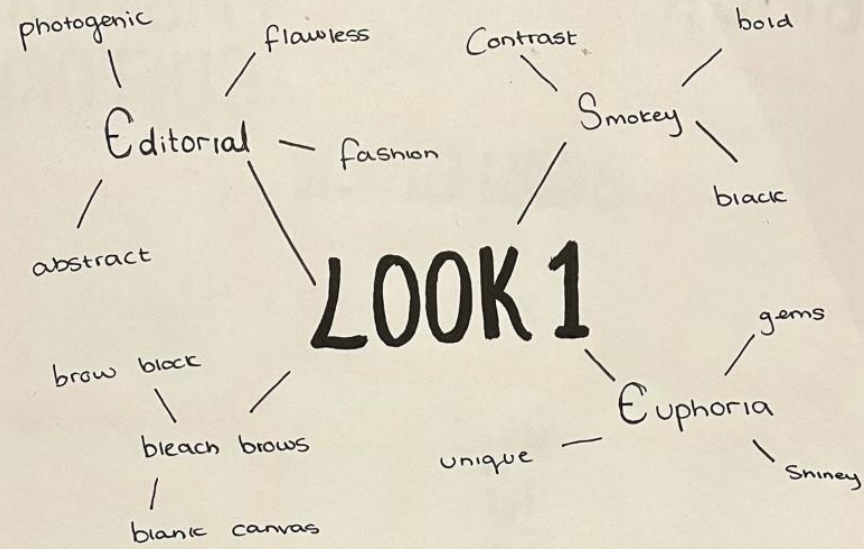 photogenic
flawless
Editorial
fashion
abstract
Contrast
bold
Smokey
black
LOOK 1
brow block
bleach brows
blank canvas
gems
Euphoria
unique
Shiney